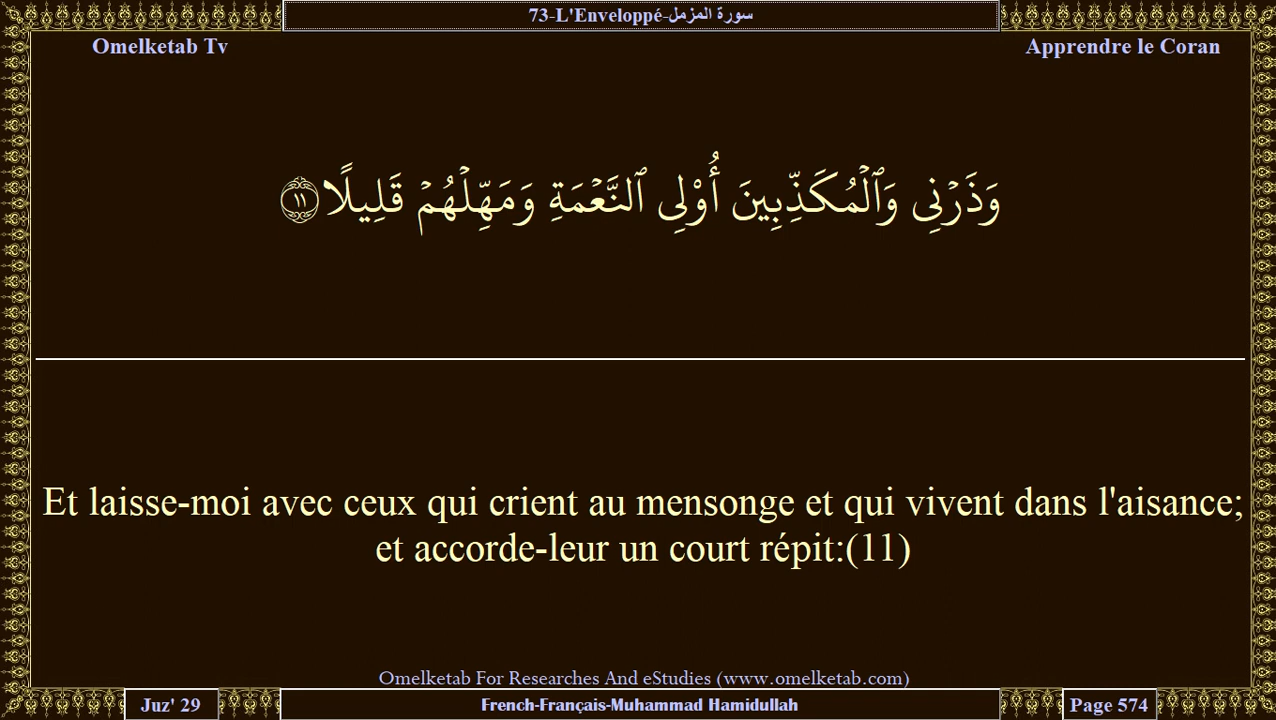 73-L'Enveloppé-سورة المزمل
Omelketab Tv
Apprendre le Coran
وَذَرْنِى وَٱلْمُكَذِّبِينَ أُو۟لِى ٱلنَّعْمَةِ وَمَهِّلْهُمْ قَلِيلًا ١١
Et laisse-moi avec ceux qui crient au mensonge et qui vivent dans l'aisance;
et accorde-leur un court répit:(11)
Omelketab For Researches And eStudies (www.omelketab.com)
Juz' 29
French-Français-Muhammad Hamidullah
Page 574